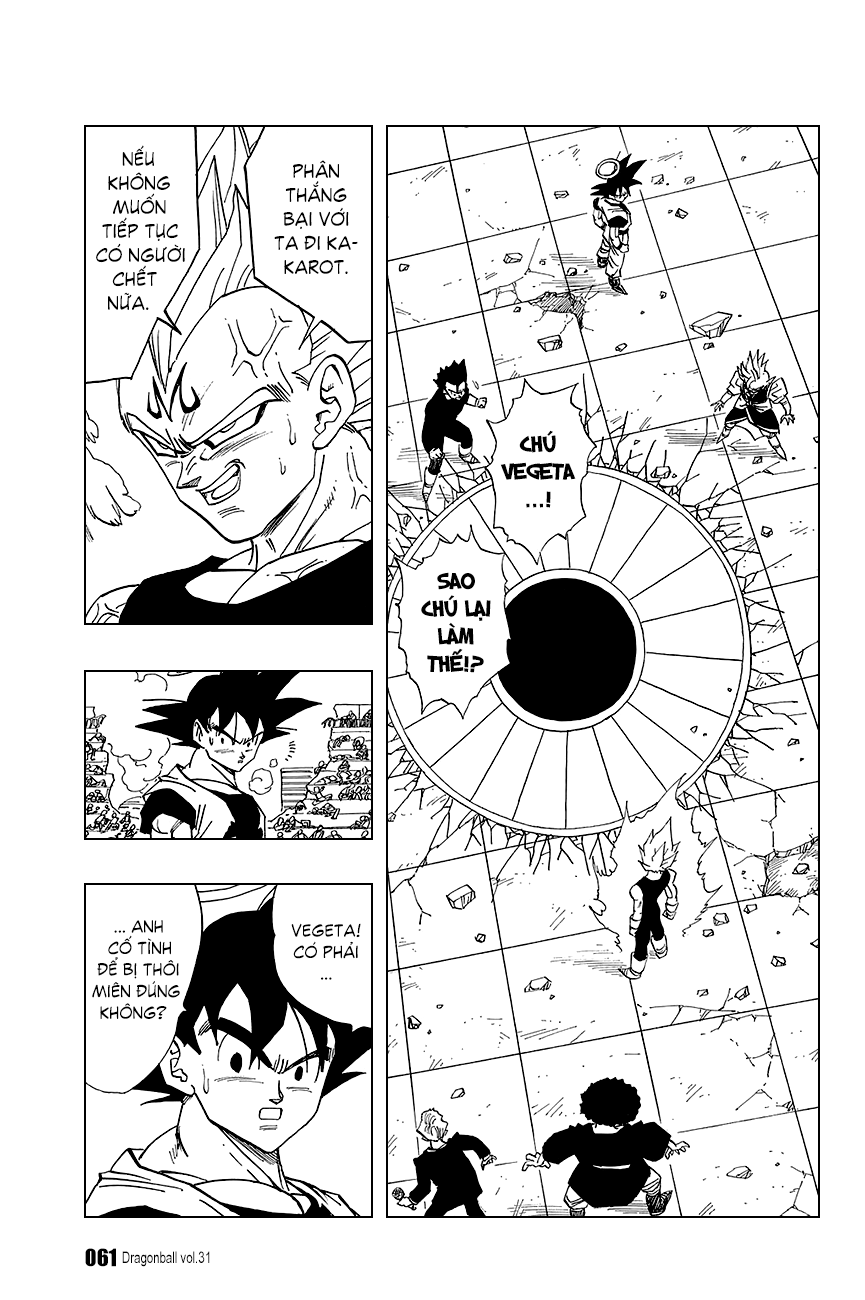 CHÚ
VEGETA
...!
SAO
CHÚ LẠI
LÀM
THẾ!?
PHÂN
THẮNG
BẠI VỚI
TA ĐI KA-
KAROT.
NẾU
KHÔNG
MUỐN
TIẾP TỤC
CÓ NGƯỜI
CHẾT
NỮA.
VEGETA!
CÓ PHẢI
...
... ANH
CỐ TÌNH
ĐỂ BỊ THÔI
MIÊN ĐÚNG
KHÔNG?
061 Dragonball vol.31